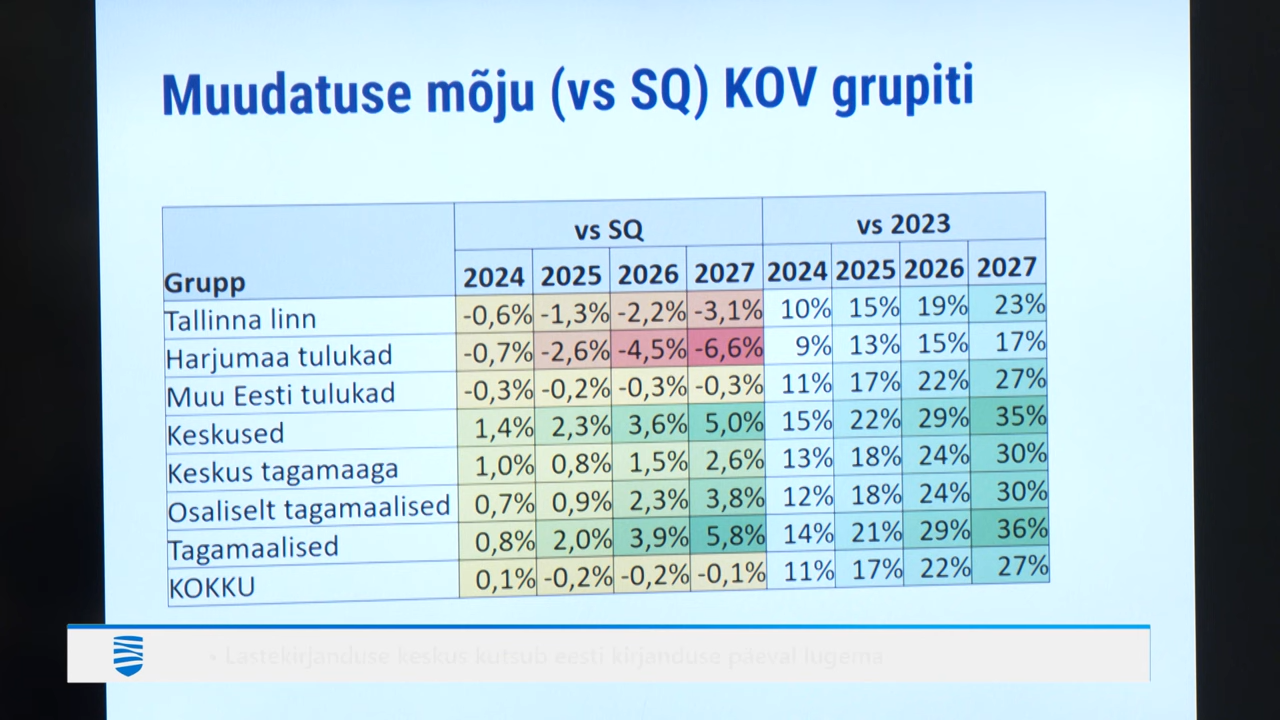 Muudatuse mõju (vs SQ) KOV grupiti
vs SQ vs 2023
Grupp 2024 2025 2026 2027 2024 2025 2026 2027
Tallinna linn -0,6% -1,3% -2,2% -3,1% 10% 15% 19% 23%
Harjumaa tulukad -0,7% -2,6% -4,5% -6,6% 9% 13% 15% 17%
Muu Eesti tulukad -0,3% -0,2% -0,3% -0,3% 11% 17% 22% 27%
Keskused 1,4% 2,3% 3,6% 5,0% 15% 22% 29% 35%
Keskus tagamaaga 1,0% 0,8% 1,5% 2,6% 13% 18% 24% 30%
Osaliselt tagamaalised 0,7% 0,9% 2,3% 3,8% 12% 18% 24% 30%
Tagamaalised 0,8% 2,0% 3,9% 5,8% 14% 21% 29% 36%
KOKKU 0,1% -0,2% -0,2% -0,1% 11% 17% 22% 27%
• Lastekirjanduse keskus kutsub eesti kirjanduse päeval lugema